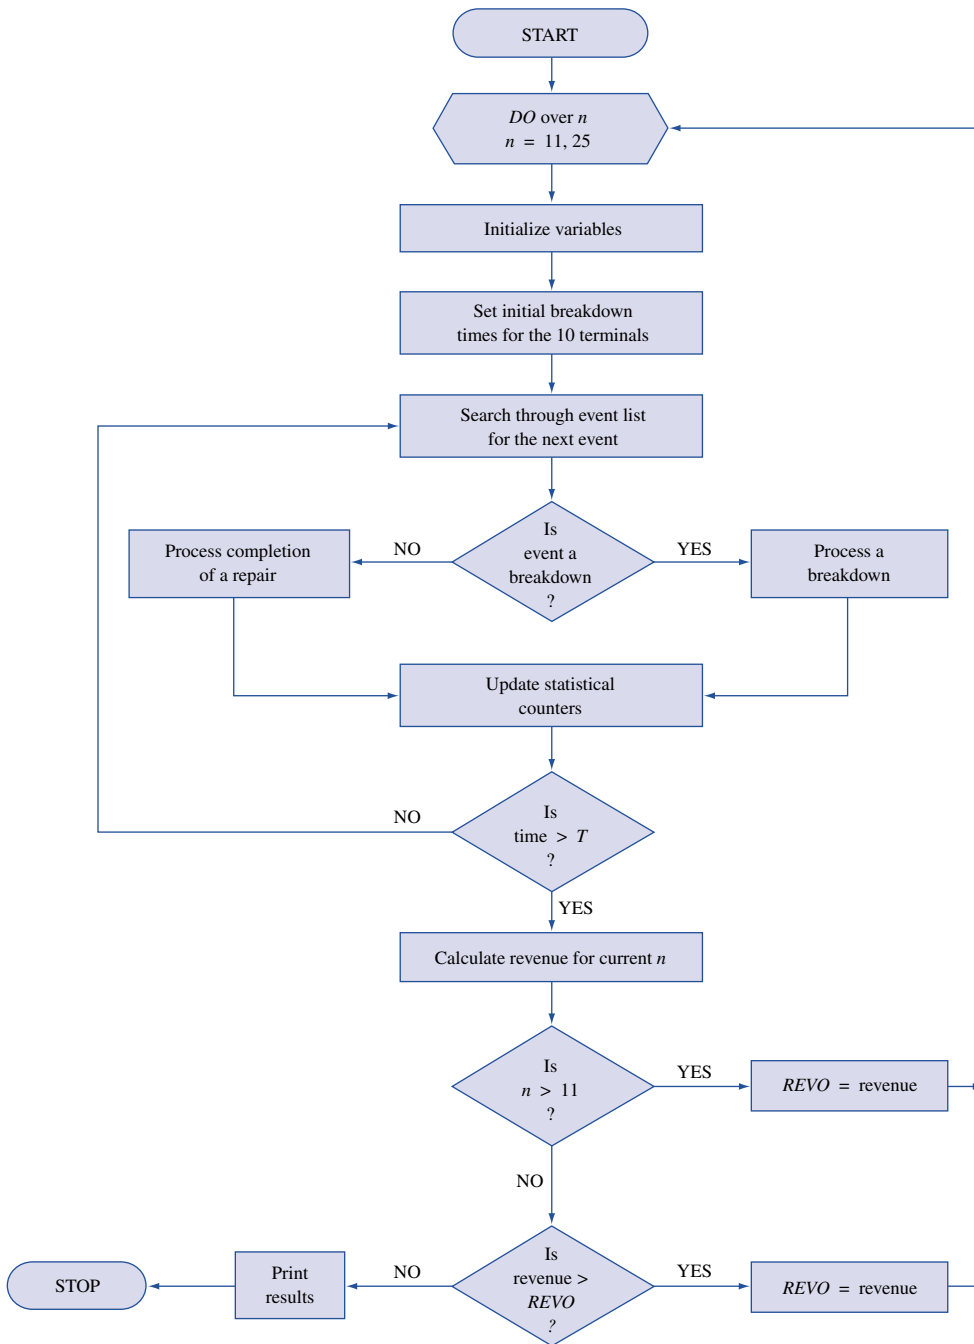 START
DO over n
n = 11, 25
Initialize variables
Set initial breakdown
times for the 10 terminals
Search through event list
for the next event
Is
event a
breakdown
?
NO
YES
Process completion
of a repair
Process a
breakdown
Update statistical
counters
Is
time > T
?
NO
YES
Calculate revenue for current n
Is
n > 11
?
YES
REVO = revenue
NO
Is
revenue >
REVO
?
NO
YES
Print
results
STOP
REVO = revenue